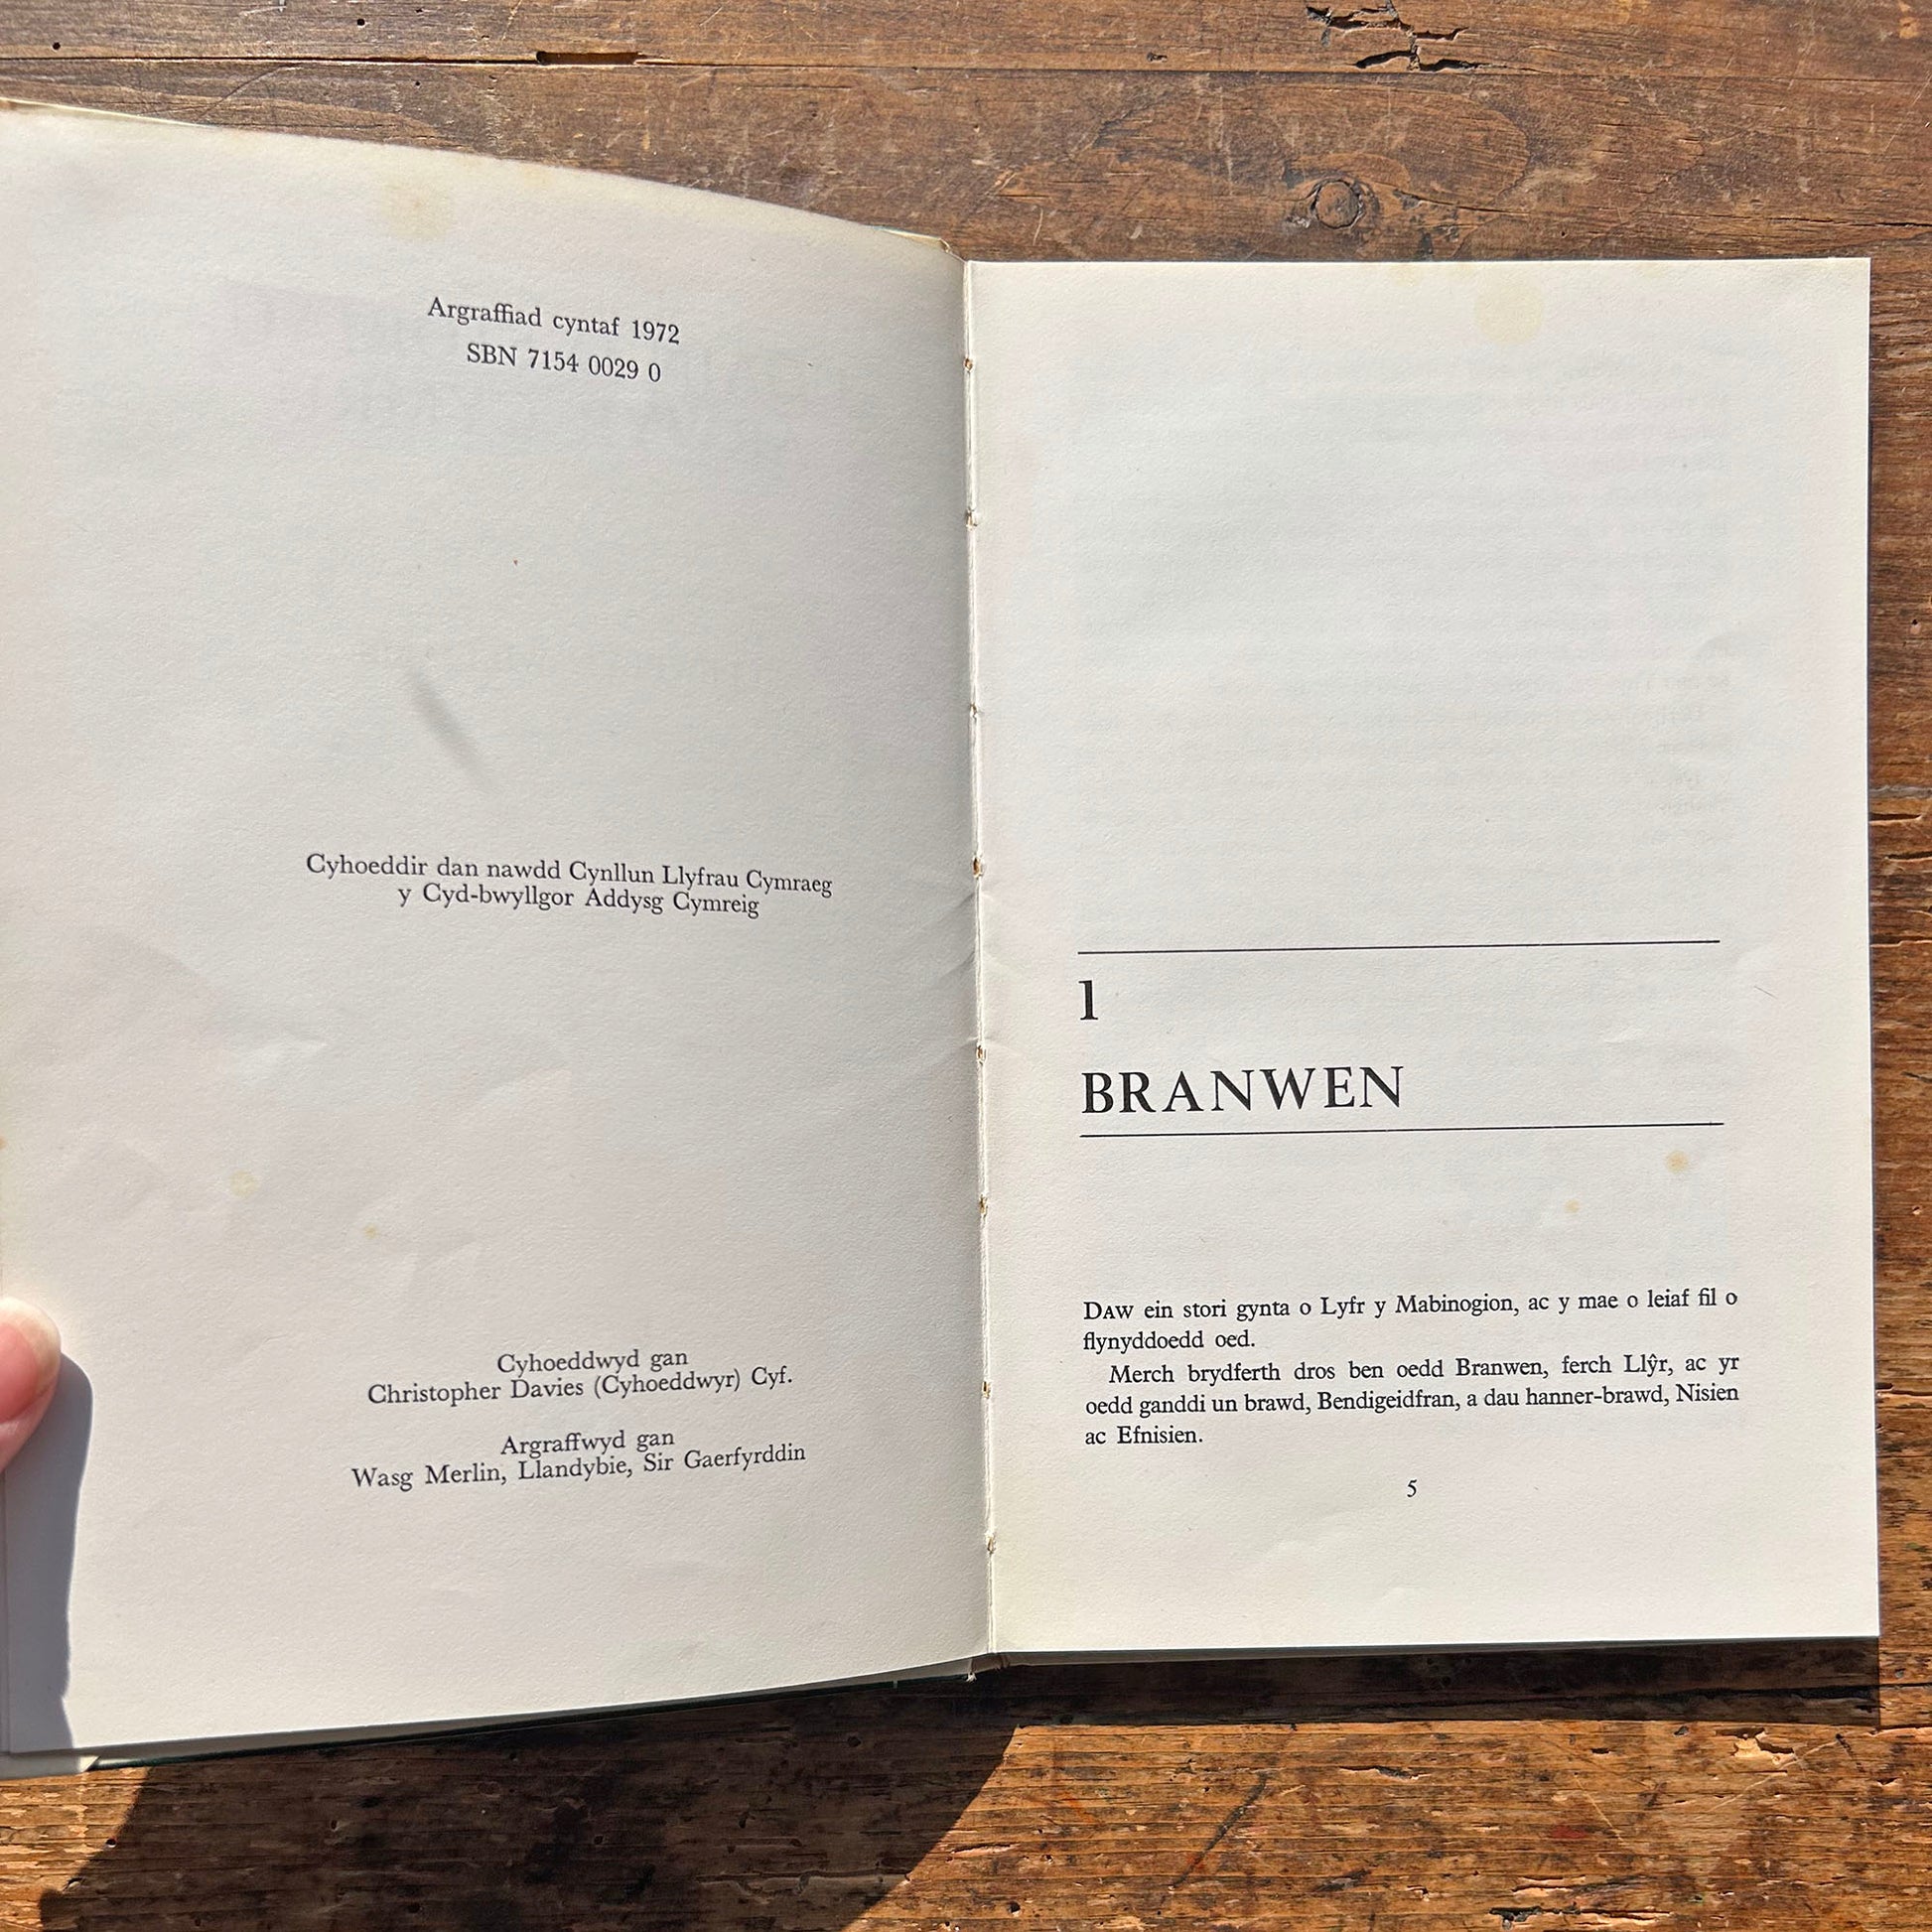 Argraffiad cyntaf 1972
SBN 7154 0029 0
Cyhoeddir dan nawdd Cynllun Llyfrau Cymraeg
y Cyd-bwyllgor Addysg Cymreig
Cyhoeddwyd gan
Christopher Davies (Cyhoeddwyr) Cyf.
Argraffwyd gan
Wasg Merlin, Llandybie, Sir Gaerfyrddin
1
BRANWEN
DAW ein stori gynta o Lyfr y Mabinogion, ac y mae o leiaf fil o
flynyddoedd oed.
Merch brydferth dros ben oedd Branwen, ferch Llŷr, ac yr
oedd ganddi un brawd, Bendigeidfran, a dau hanner-brawd, Nisien
ac Efnisien.
5